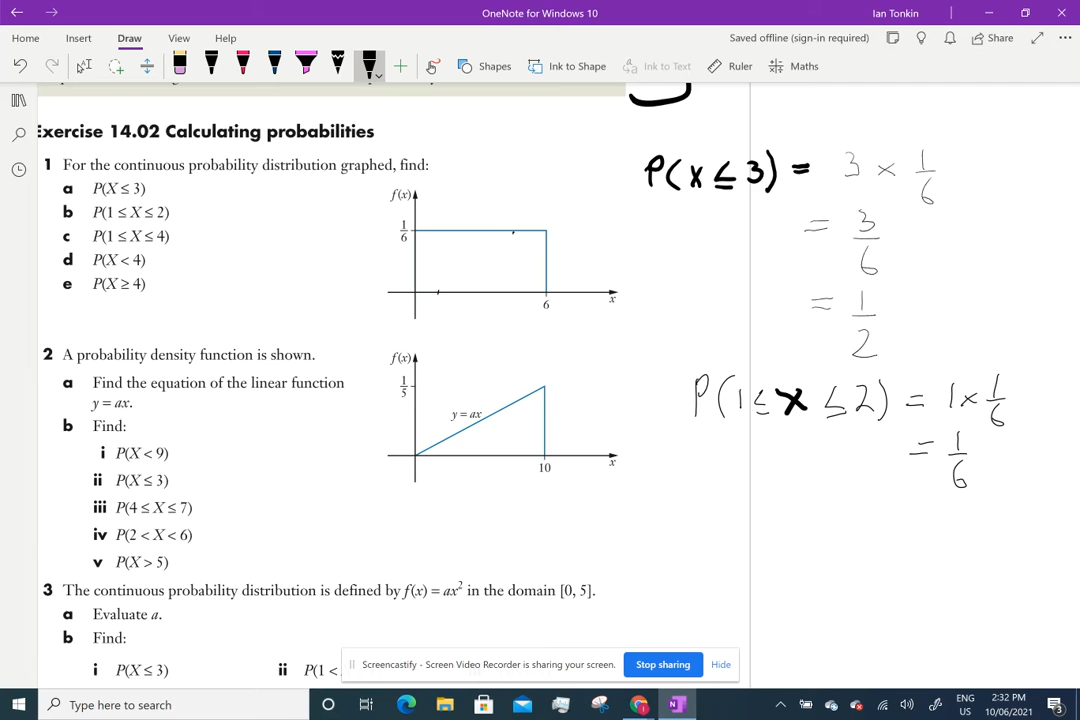 OneNote for Windows 10
Ian Tonkin
Home Insert Draw View Help
Saved offline (sign-in required)
Share
Shapes
Ink to Shape
Ink to Text
Ruler
Maths
Exercise 14.02 Calculating probabilities
1 For the continuous probability distribution graphed, find:
a P(X ≤ 3)
b P(1 ≤ X ≤ 2)
c P(1 ≤ X ≤ 4)
d P(X < 4)
e P(X ≥ 4)
f(x)
1/6
6
x
P(X ≤ 3) = 3 × 1/6
= 3/6
= 1/2
2 A probability density function is shown.
a Find the equation of the linear function
y = ax.
b Find:
i P(X < 9)
ii P(X ≤ 3)
iii P(4 ≤ X ≤ 7)
iv P(2 < X < 6)
v P(X > 5)
f(x)
1/5
y = ax
10
x
P(1 ≤ X ≤ 2) = 1 × 1/6
= 1/6
3 The continuous probability distribution is defined by f(x) = ax² in the domain [0, 5].
a Evaluate a.
b Find:
i P(X ≤ 3)
ii P(1 <
Screencastify - Screen Video Recorder is sharing your screen.
Stop sharing
Hide
Type here to search
ENG
US
2:32 PM
10/06/2021
3